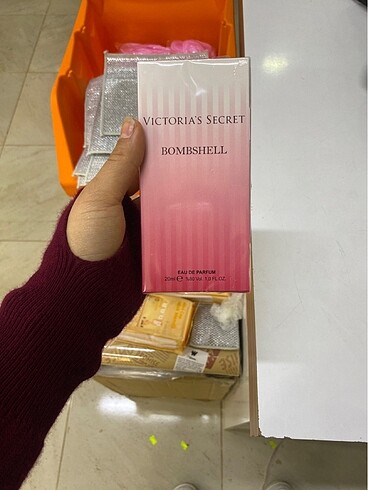 VICTORIA'S SECRET
BOMBSHELL
EAU DE PARFUM